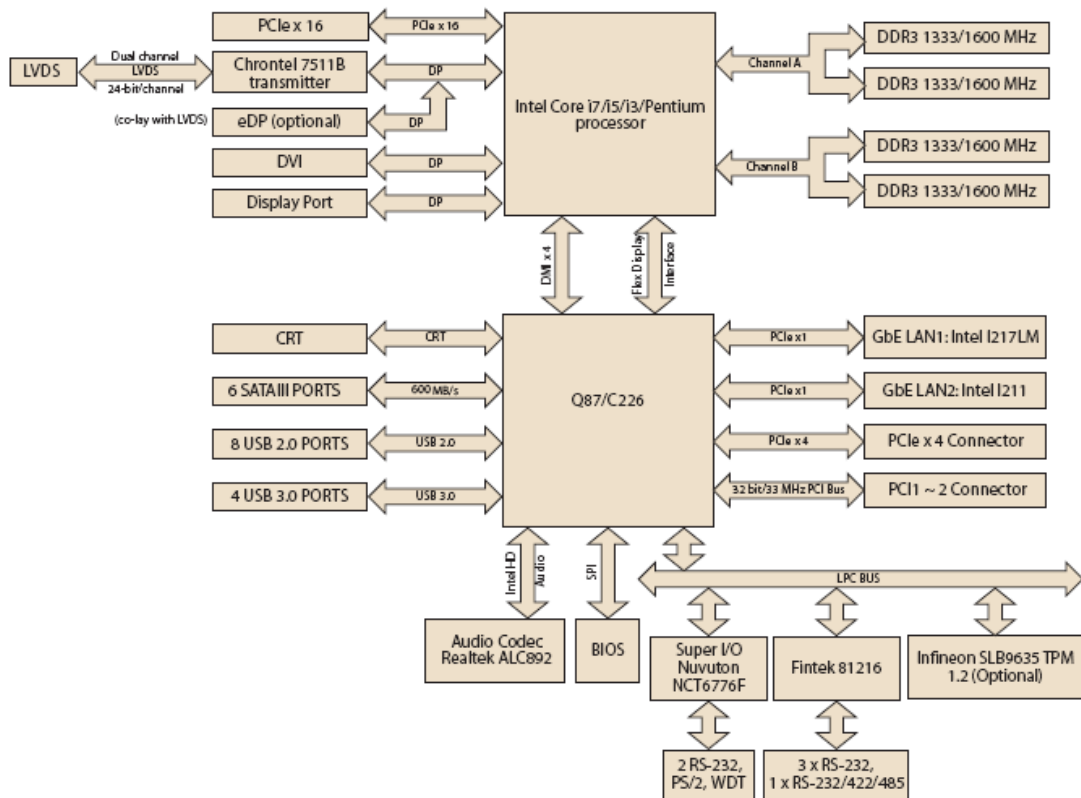 PCIe x 16
PCIe x 16
DDR3 1333/1600 MHz
Dual channel
LVDS
LVDS
24-bit/channel
Chrontel 7511B
transmitter
DP
Channel A
DDR3 1333/1600 MHz
Intel Core i7/i5/i3/Pentium
processor
(co-lay with LVDS)
eDP (optional)
DP
DDR3 1333/1600 MHz
DVI
DP
Channel B
DDR3 1333/1600 MHz
Display Port
DP
DMI x 4
Flex Display
Interface
CRT
CRT
PCIe x1
GbE LAN1: Intel I217LM
6 SATAIII PORTS
600 MB/s
Q87/C226
PCIe x1
GbE LAN2: Intel I211
8 USB 2.0 PORTS
USB 2.0
PCIe x 4
PCIe x 4 Connector
4 USB 3.0 PORTS
USB 3.0
32 bit/33 MHz PCI Bus
PCI1 ~ 2 Connector
Intel HD
Audio
SPI
LPC BUS
Audio Codec
Realtek ALC892
BIOS
Super I/O
Nuvuton
NCT6776F
Fintek 81216
Infineon SLB9635 TPM
1.2 (Optional)
2 RS-232,
PS/2, WDT
3 x RS-232,
1 x RS-232/422/485